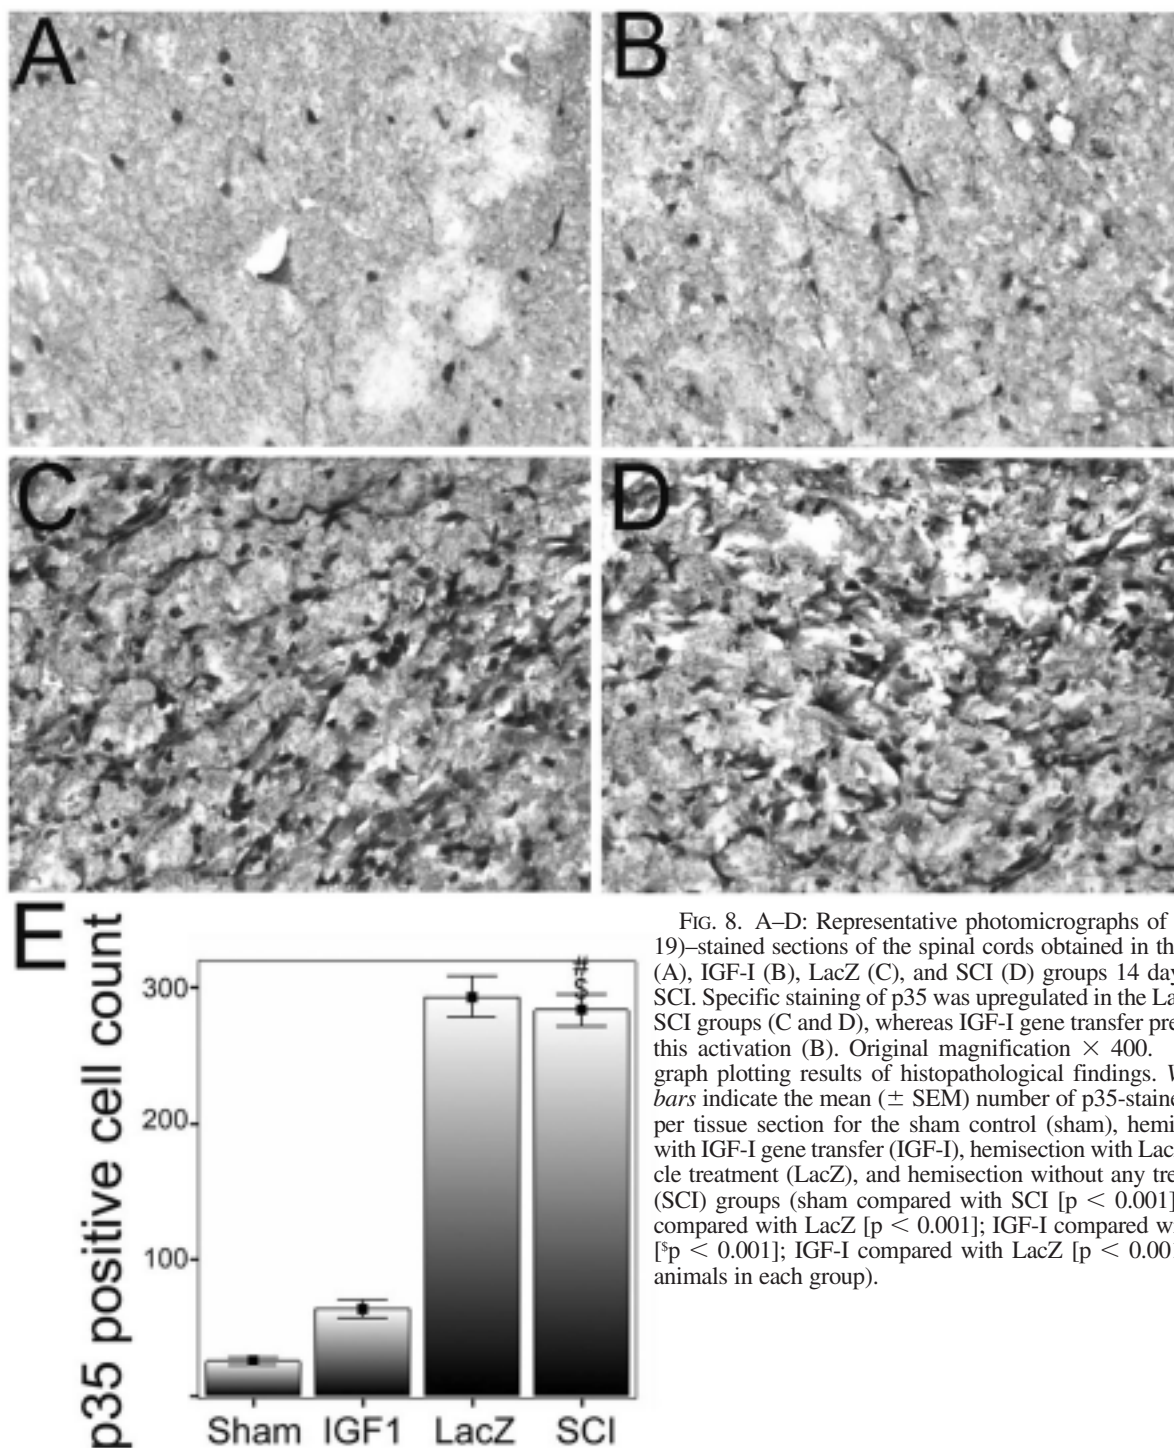 A
B
C
D
E
p35 positive cell count
300
200
100
#
$
Sham IGF1 LacZ SCI
FIG. 8. A–D: Representative photomicrographs of
19)–stained sections of the spinal cords obtained in th
(A), IGF-I (B), LacZ (C), and SCI (D) groups 14 day
SCI. Specific staining of p35 was upregulated in the La
SCI groups (C and D), whereas IGF-I gene transfer pre
this activation (B). Original magnification × 400.
graph plotting results of histopathological findings.
bars indicate the mean (± SEM) number of p35-staine
per tissue section for the sham control (sham), hemi
with IGF-I gene transfer (IGF-I), hemisection with Lac
cle treatment (LacZ), and hemisection without any tre
(SCI) groups (sham compared with SCI [p < 0.001]
compared with LacZ [p < 0.001]; IGF-I compared w
[$p < 0.001]; IGF-I compared with LacZ [p < 0.00
animals in each group).